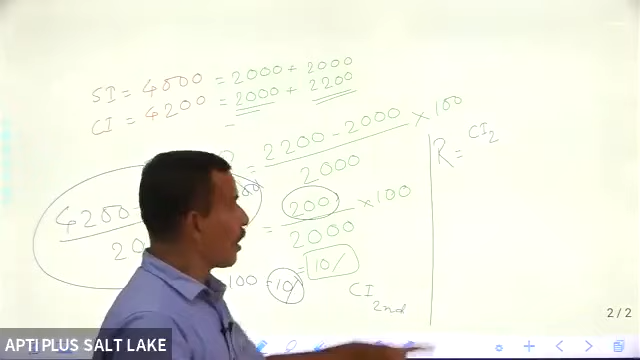 SI = 4000 = 2000 + 2000
CI = 4200 = 2000 + 2200
= 2200 - 2000 / 2000 × 100
4200
20
= 200 / 2000 × 100
= 10/
100 = 10/
CI 2nd
R = CI2
2/2
APTI PLUS SALT LAKE